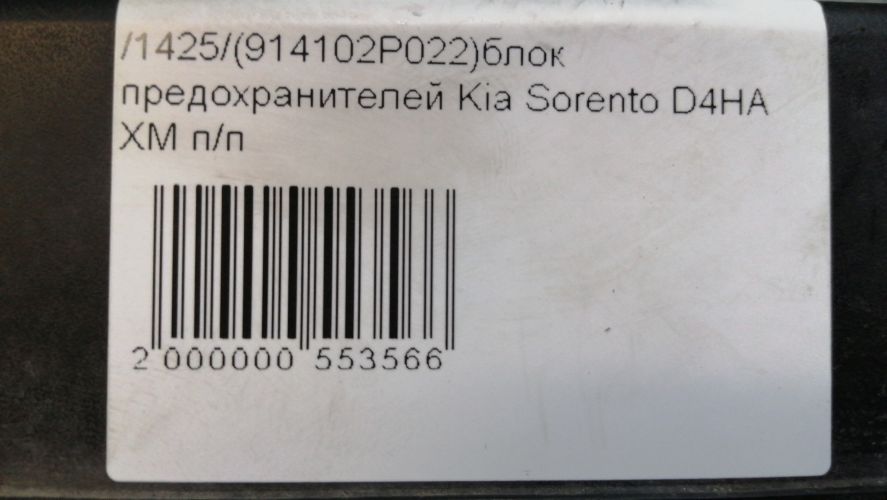 /1425/(914102P022)блок
предохранителей Kia Sorento D4HA
XM п/п
2 000000 553566